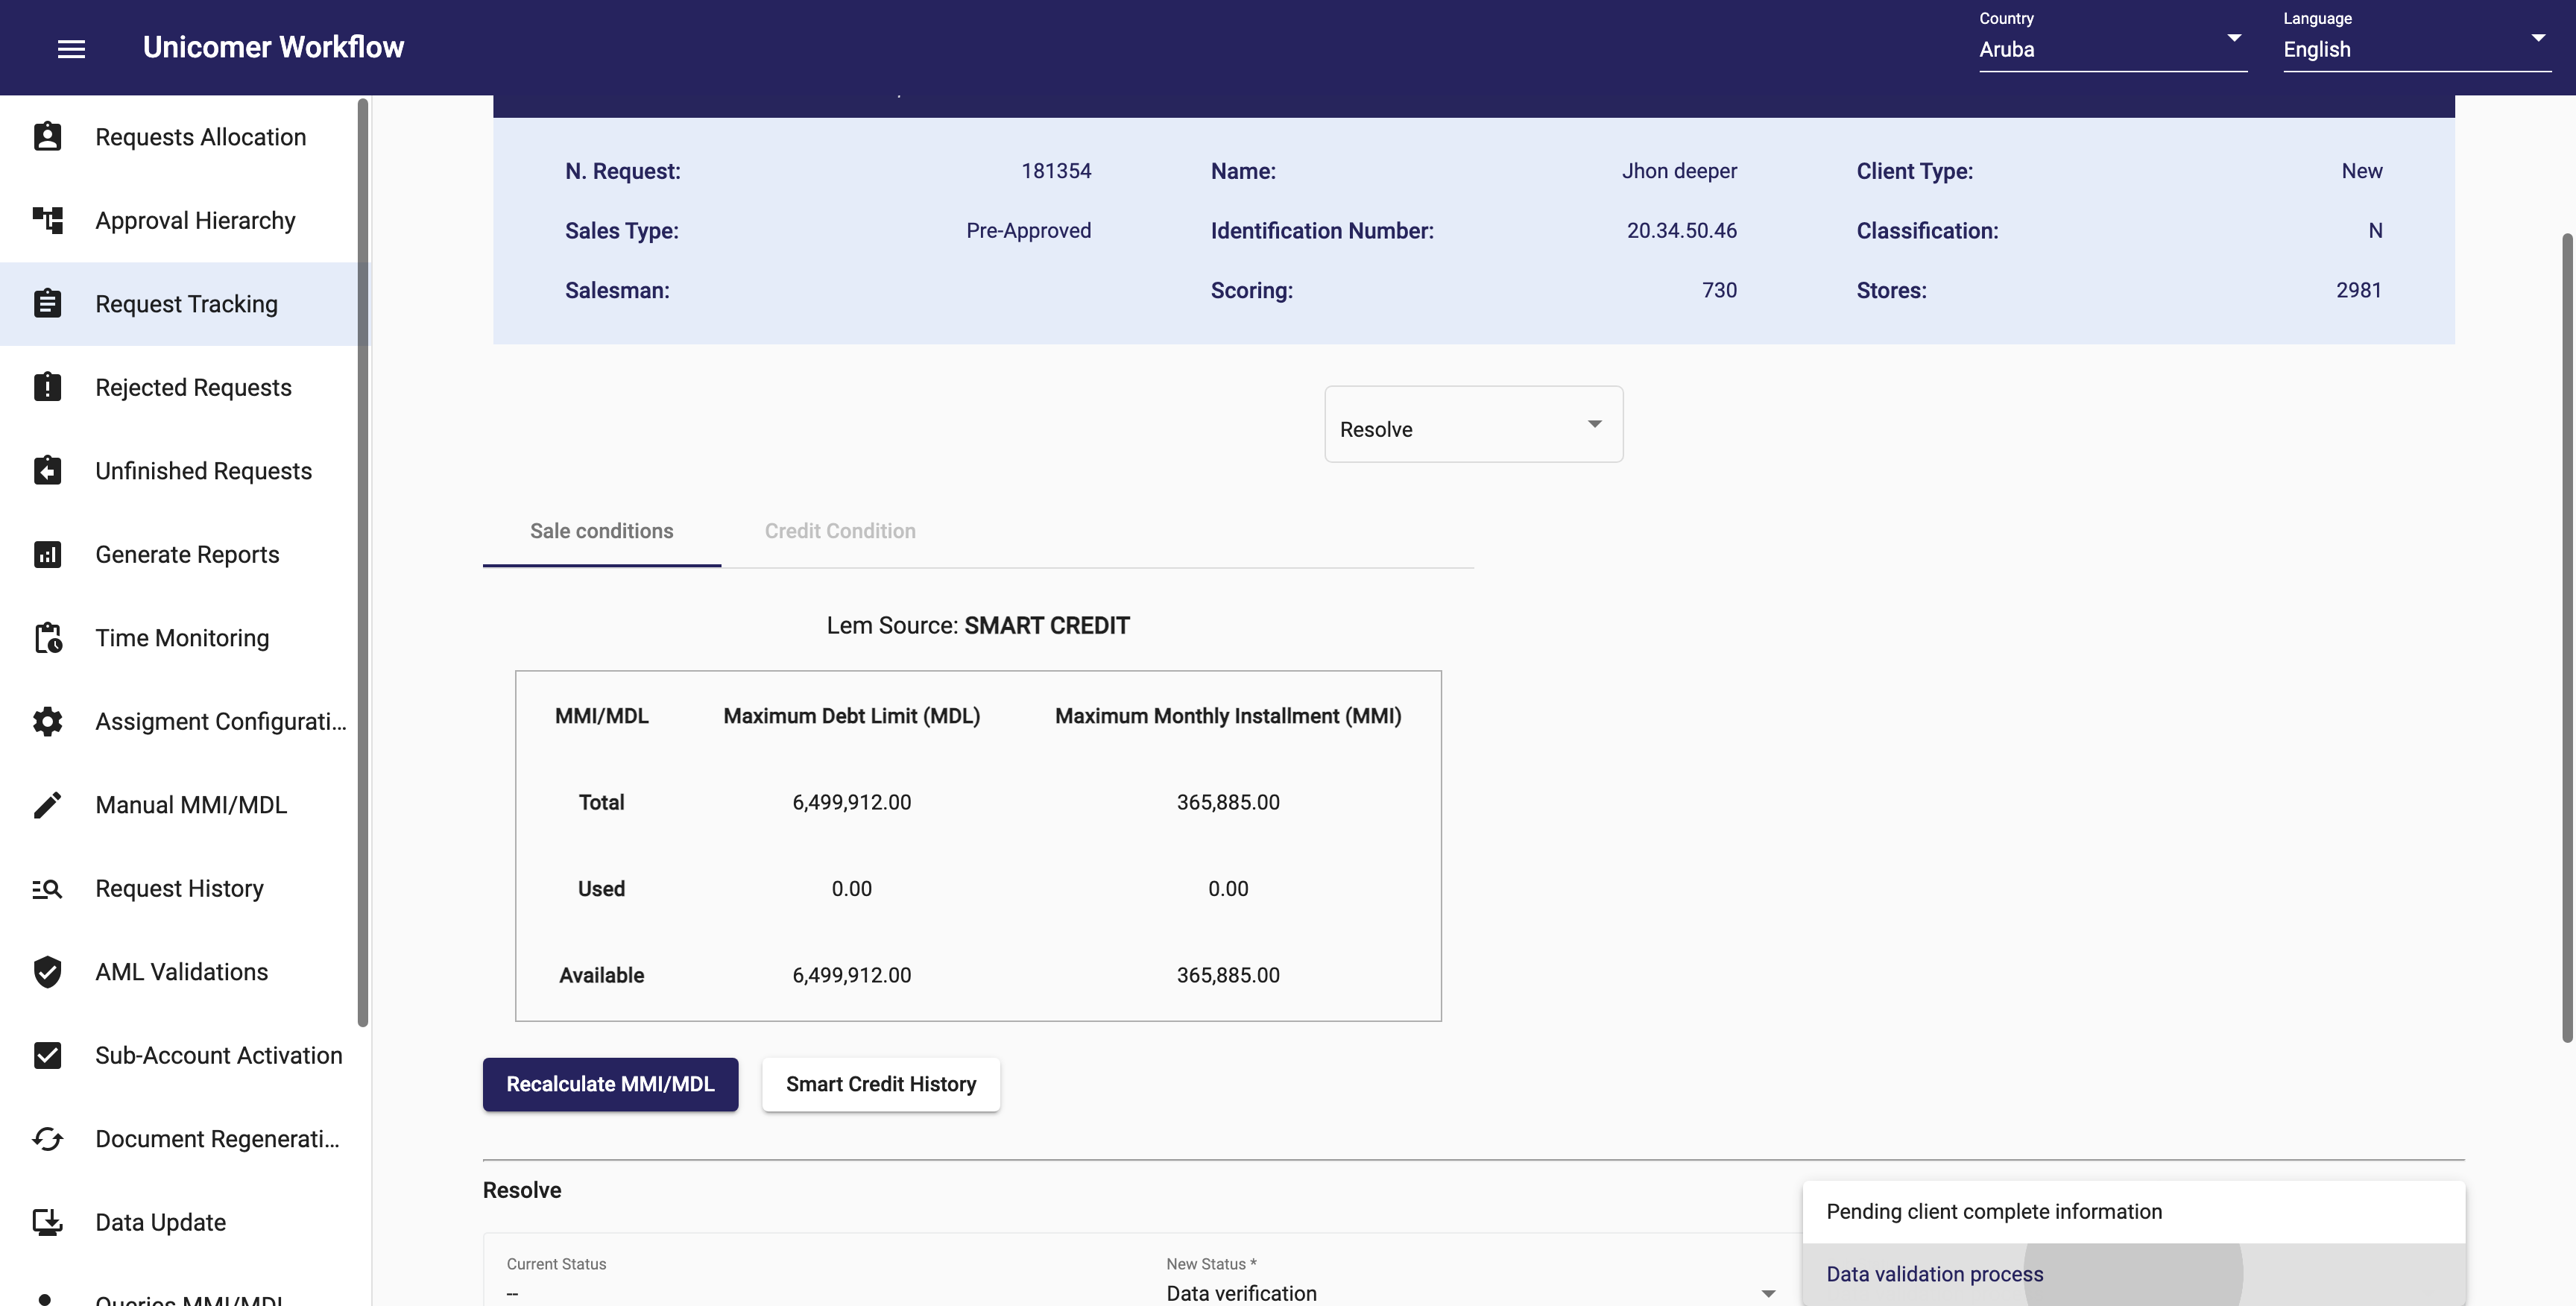 Unicomer Workflow
Country
Aruba
Language
English
Requests Allocation
Approval Hierarchy
Request Tracking
Rejected Requests
Unfinished Requests
Generate Reports
Time Monitoring
Assigment Configurati...
Manual MMI/MDL
Request History
AML Validations
Sub-Account Activation
Document Regenerati...
Data Update
Queries MMI/MDL
N. Request: 181354 Name: Jhon deeper Client Type: New
Sales Type: Pre-Approved Identification Number: 20.34.50.46 Classification: N
Salesman: Scoring: 730 Stores: 2981
Resolve
Sale conditions Credit Condition
Lem Source: SMART CREDIT
MMI/MDL Maximum Debt Limit (MDL) Maximum Monthly Installment (MMI)
Total 6,499,912.00 365,885.00
Used 0.00 0.00
Available 6,499,912.00 365,885.00
Recalculate MMI/MDL Smart Credit History
Resolve
Current Status
--
New Status *
Data verification
Pending client complete information
Data validation process